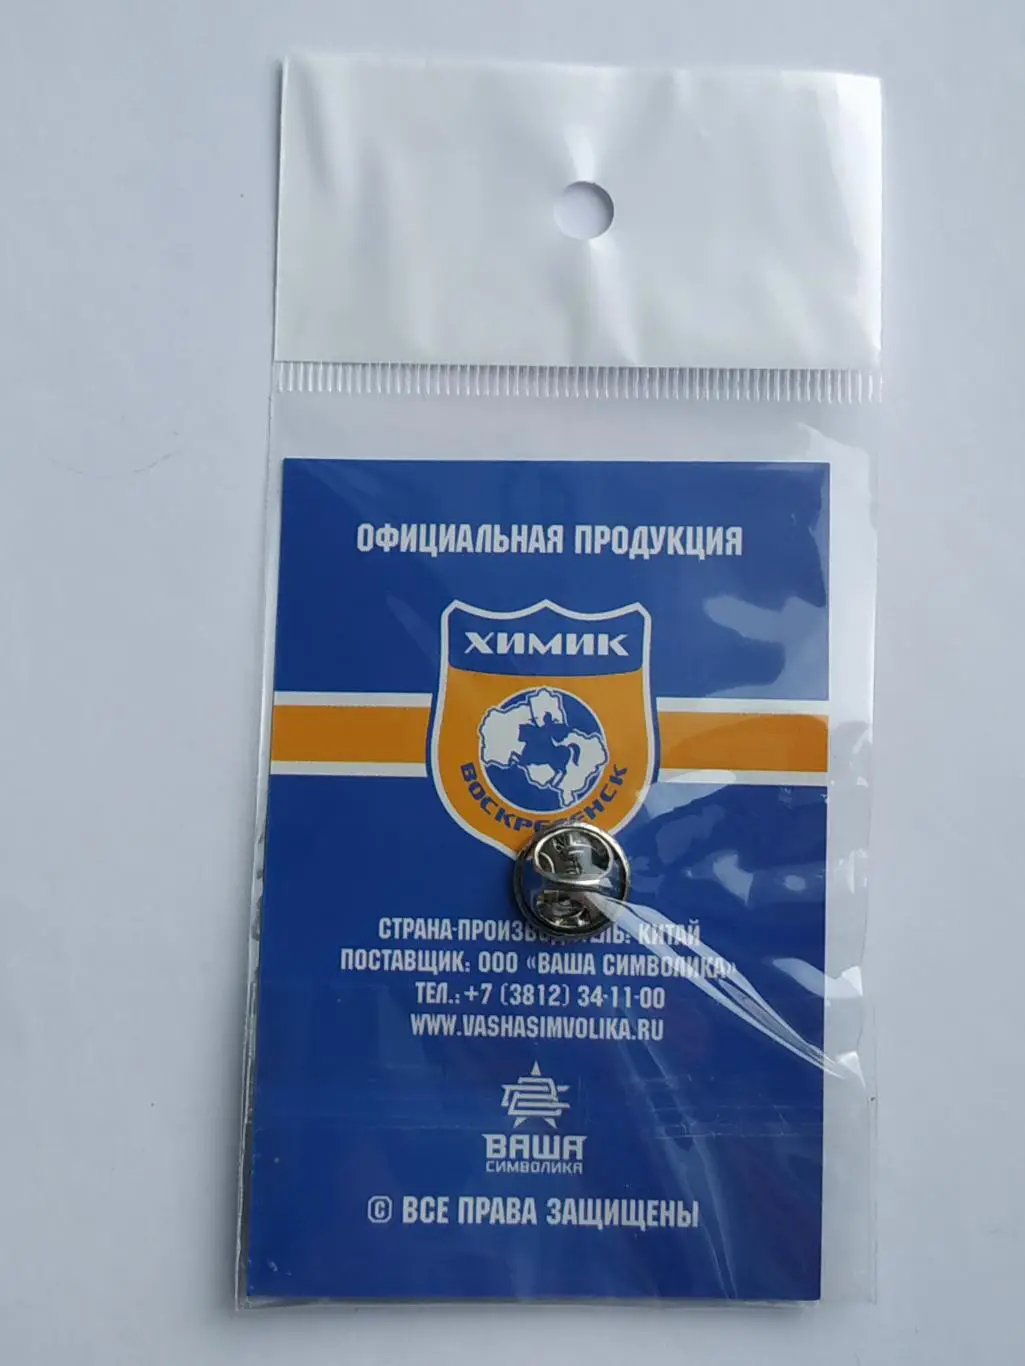 ОФИЦИАЛЬНАЯ ПРОДУКЦИЯ
ХИМИК
ВОСКРЕСЕНСК
СТРАНА-ПРОИЗВОДИТЕЛЬ: КИТАЙ
ПОСТАВЩИК: ООО «ВАША СИМВОЛИКА»
ТЕЛ.: +7 (3812) 34-11-00
WWW.VASHASIMVOLIKA.RU
ВАША
СИМВОЛИКА
© ВСЕ ПРАВА ЗАЩИЩЕНЫ